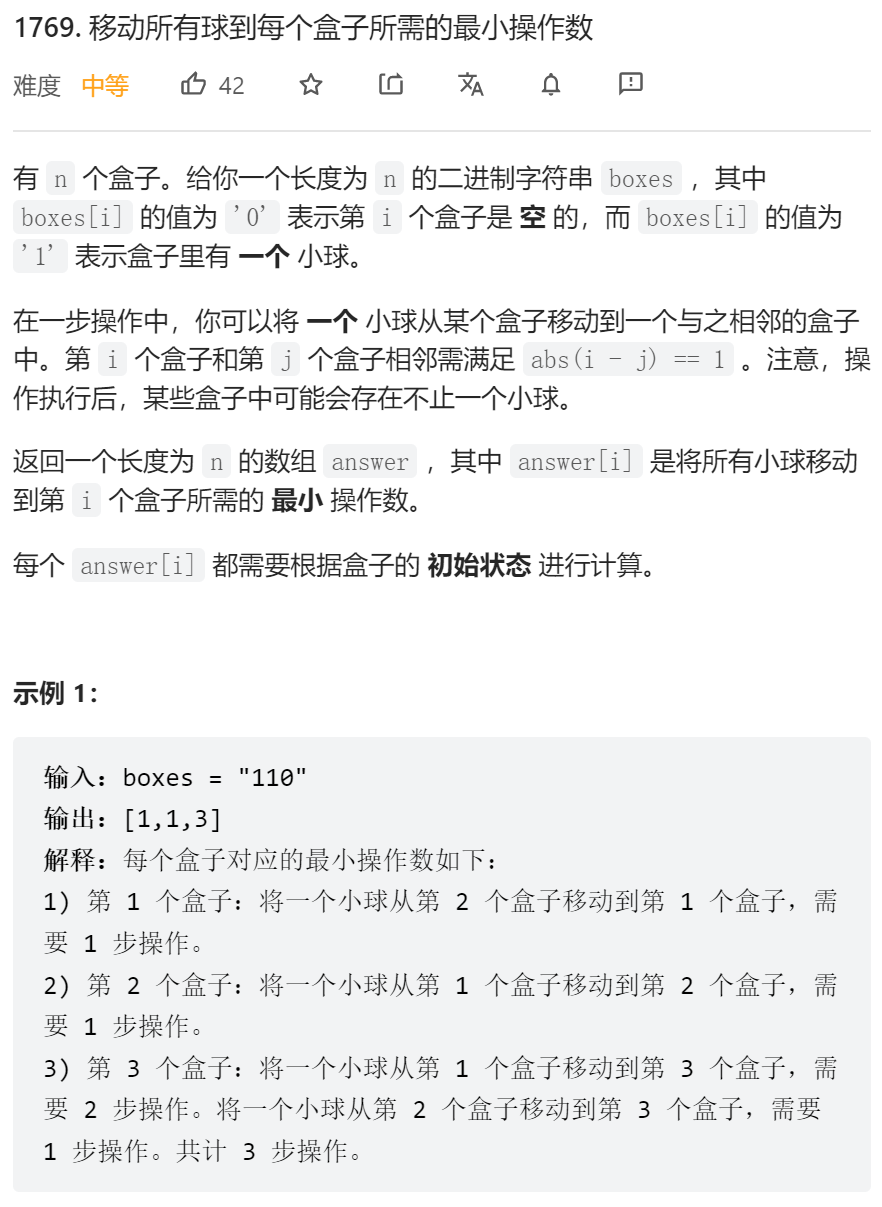 1769. 移动所有球到每个盒子所需的最小操作数
难度 中等 42
有 n 个盒子。给你一个长度为 n 的二进制字符串 boxes ，其中
boxes[i] 的值为 '0' 表示第 i 个盒子是 空 的，而 boxes[i] 的值为
'1' 表示盒子里有 一个 小球。
在一步操作中，你可以将 一个 小球从某个盒子移动到一个与之相邻的盒子
中。第 i 个盒子和第 j 个盒子相邻需满足 abs(i - j) == 1 。注意，操
作执行后，某些盒子中可能会存在不止一个小球。
返回一个长度为 n 的数组 answer ，其中 answer[i] 是将所有小球移动
到第 i 个盒子所需的 最小 操作数。
每个 answer[i] 都需要根据盒子的 初始状态 进行计算。
示例 1：
输入：boxes = "110"
输出：[1,1,3]
解释：每个盒子对应的最小操作数如下：
1) 第 1 个盒子：将一个小球从第 2 个盒子移动到第 1 个盒子，需
要 1 步操作。
2) 第 2 个盒子：将一个小球从第 1 个盒子移动到第 2 个盒子，需
要 1 步操作。
3) 第 3 个盒子：将一个小球从第 1 个盒子移动到第 3 个盒子，需
要 2 步操作。将一个小球从第 2 个盒子移动到第 3 个盒子，需要
1 步操作。共计 3 步操作。